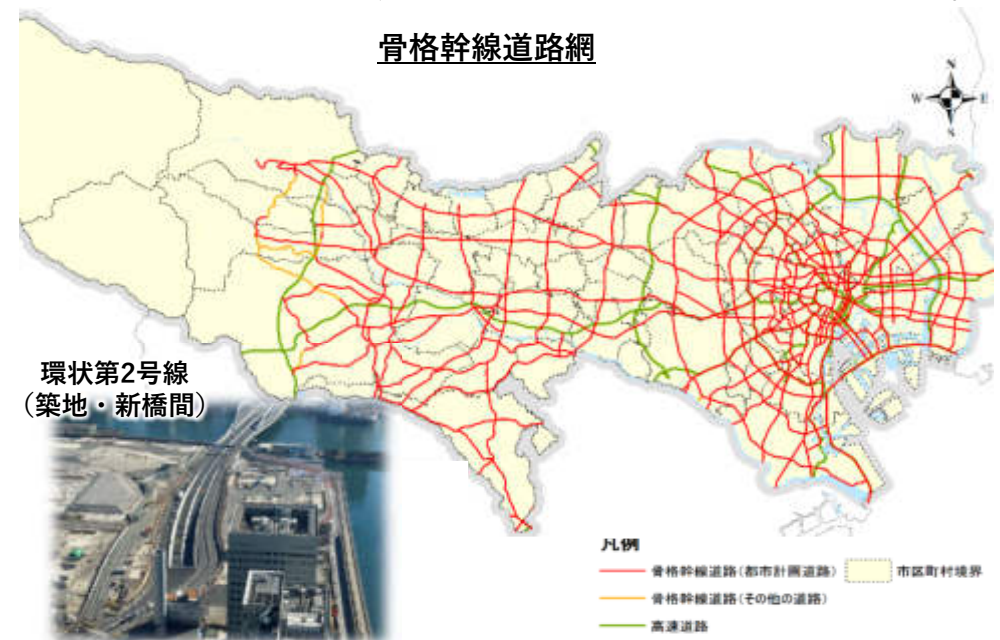 骨格幹線道路網
N
W E
S
環状第2号線
(築地・新橋間)
凡例
骨格幹線道路(都市計画道路) 市区町村境界
骨格幹線道路(その他の道路)
高速道路